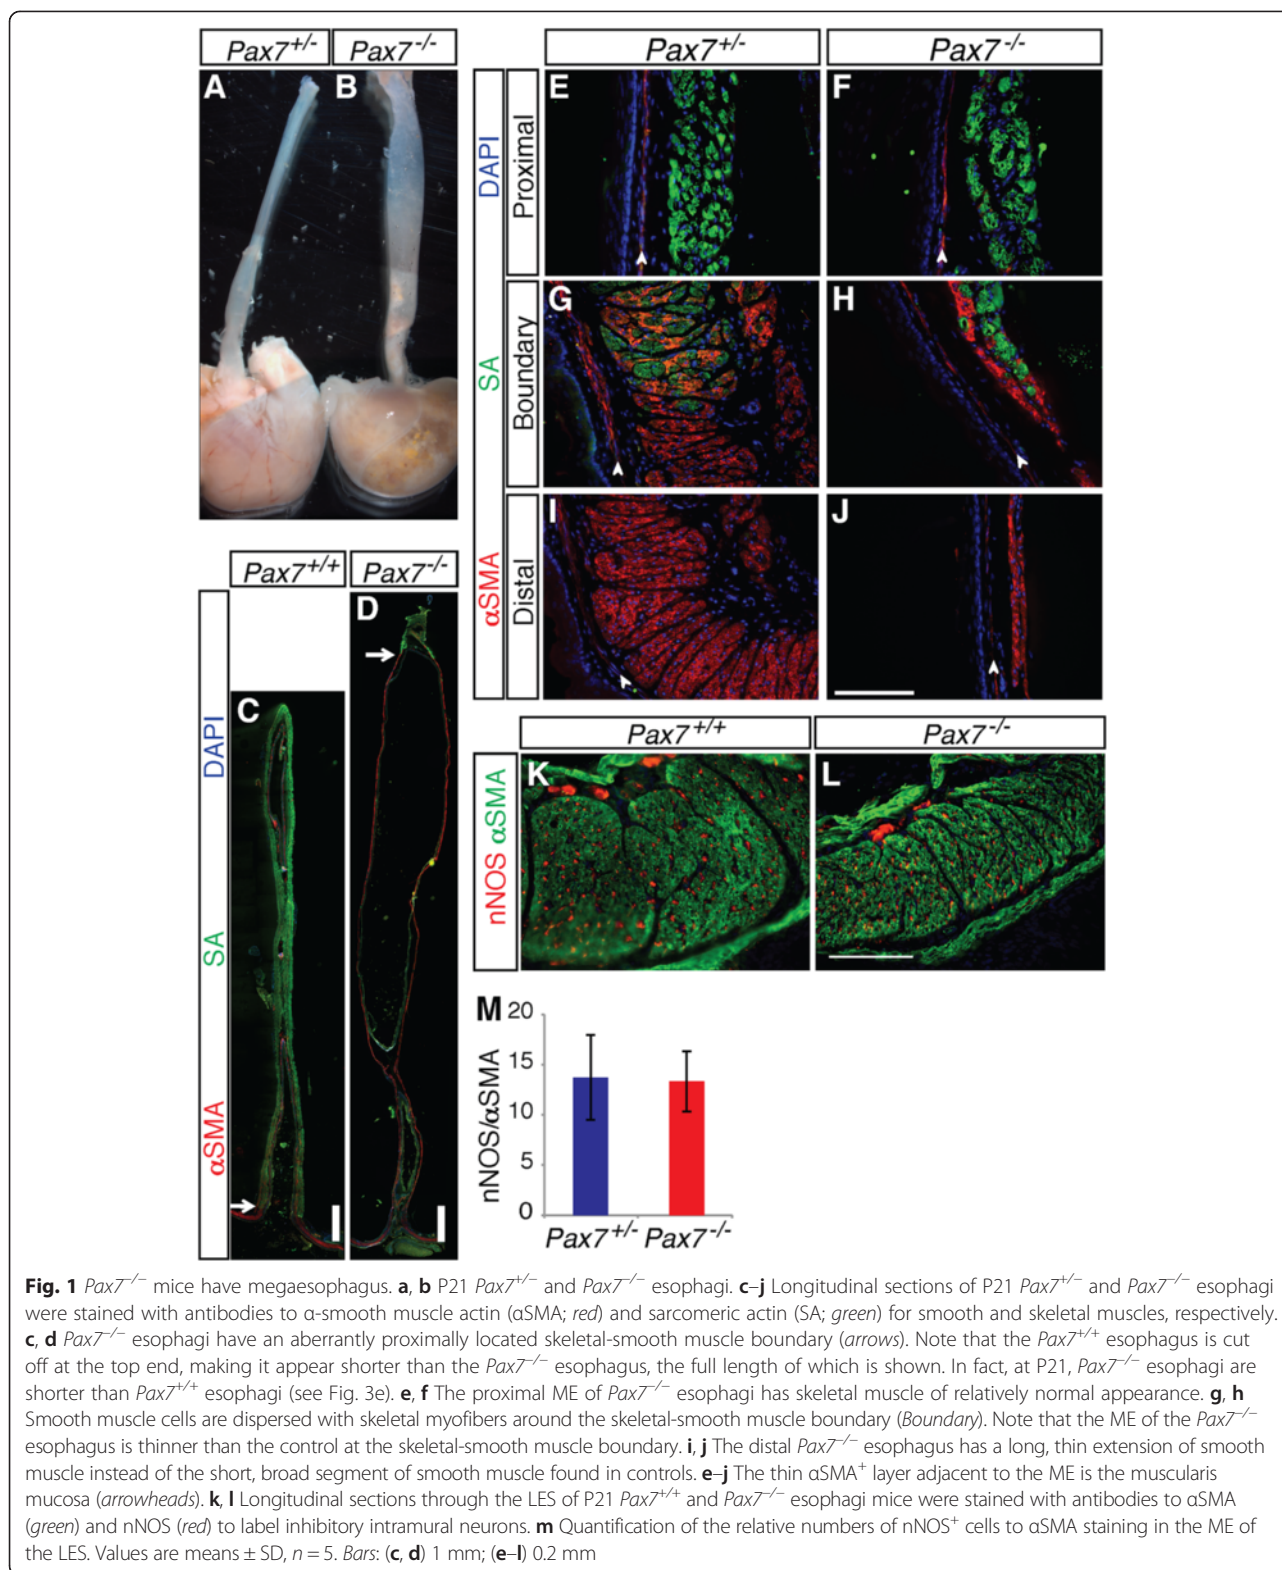 Pax7+/- Pax7-/-
A B
Pax7+/+ Pax7-/-
DAPI SA αSMA
C D
Pax7+/- Pax7-/-
DAPI SA αSMA
Proximal
E F
Boundary
G H
Distal
I J
Pax7+/+ Pax7-/-
nNOS αSMA
K L
M
nNOS/αSMA
20
15
10
5
0
Pax7+/- Pax7-/-
Fig. 1 Pax7−/− mice have megaesophagus. a, b P21 Pax7+/− and Pax7−/− esophagi. c–j Longitudinal sections of P21 Pax7+/− and Pax7−/− esophagi
were stained with antibodies to α-smooth muscle actin (αSMA; red) and sarcomeric actin (SA; green) for smooth and skeletal muscles, respectively.
c, d Pax7−/− esophagi have an aberrantly proximally located skeletal-smooth muscle boundary (arrows). Note that the Pax7+/+ esophagus is cut
off at the top end, making it appear shorter than the Pax7−/− esophagus, the full length of which is shown. In fact, at P21, Pax7−/− esophagi are
shorter than Pax7+/+ esophagi (see Fig. 3e). e, f The proximal ME of Pax7−/− esophagi has skeletal muscle of relatively normal appearance. g, h
Smooth muscle cells are dispersed with skeletal myofibers around the skeletal-smooth muscle boundary (Boundary). Note that the ME of the Pax7−/−
esophagus is thinner than the control at the skeletal-smooth muscle boundary. i, j The distal Pax7−/− esophagus has a long, thin extension of smooth
muscle instead of the short, broad segment of smooth muscle found in controls. e–j The thin αSMA+ layer adjacent to the ME is the muscularis
mucosa (arrowheads). k, l Longitudinal sections through the LES of P21 Pax7+/+ and Pax7−/− esophagi mice were stained with antibodies to αSMA
(green) and nNOS (red) to label inhibitory intramural neurons. m Quantification of the relative numbers of nNOS+ cells to αSMA staining in the ME of
the LES. Values are means ± SD, n = 5. Bars: (c, d) 1 mm; (e–l) 0.2 mm